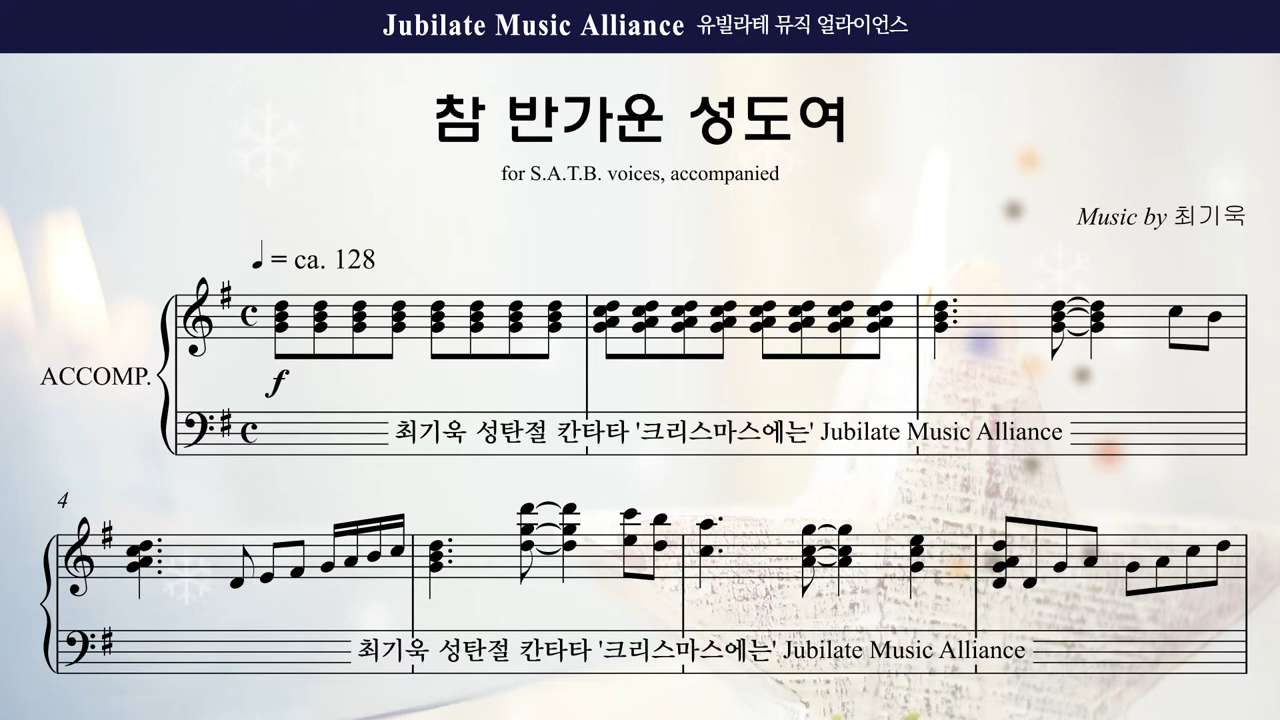 Jubilate Music Alliance 유빌라테 뮤직 얼라이언스
참 반가운 성도여
for S.A.T.B. voices, accompanied
Music by 최기욱
♩ = ca. 128
ACCOMP.
f
최기욱 성탄절 칸타타 '크리스마스에는' Jubilate Music Alliance
4
최기욱 성탄절 칸타타 '크리스마스에는' Jubilate Music Alliance